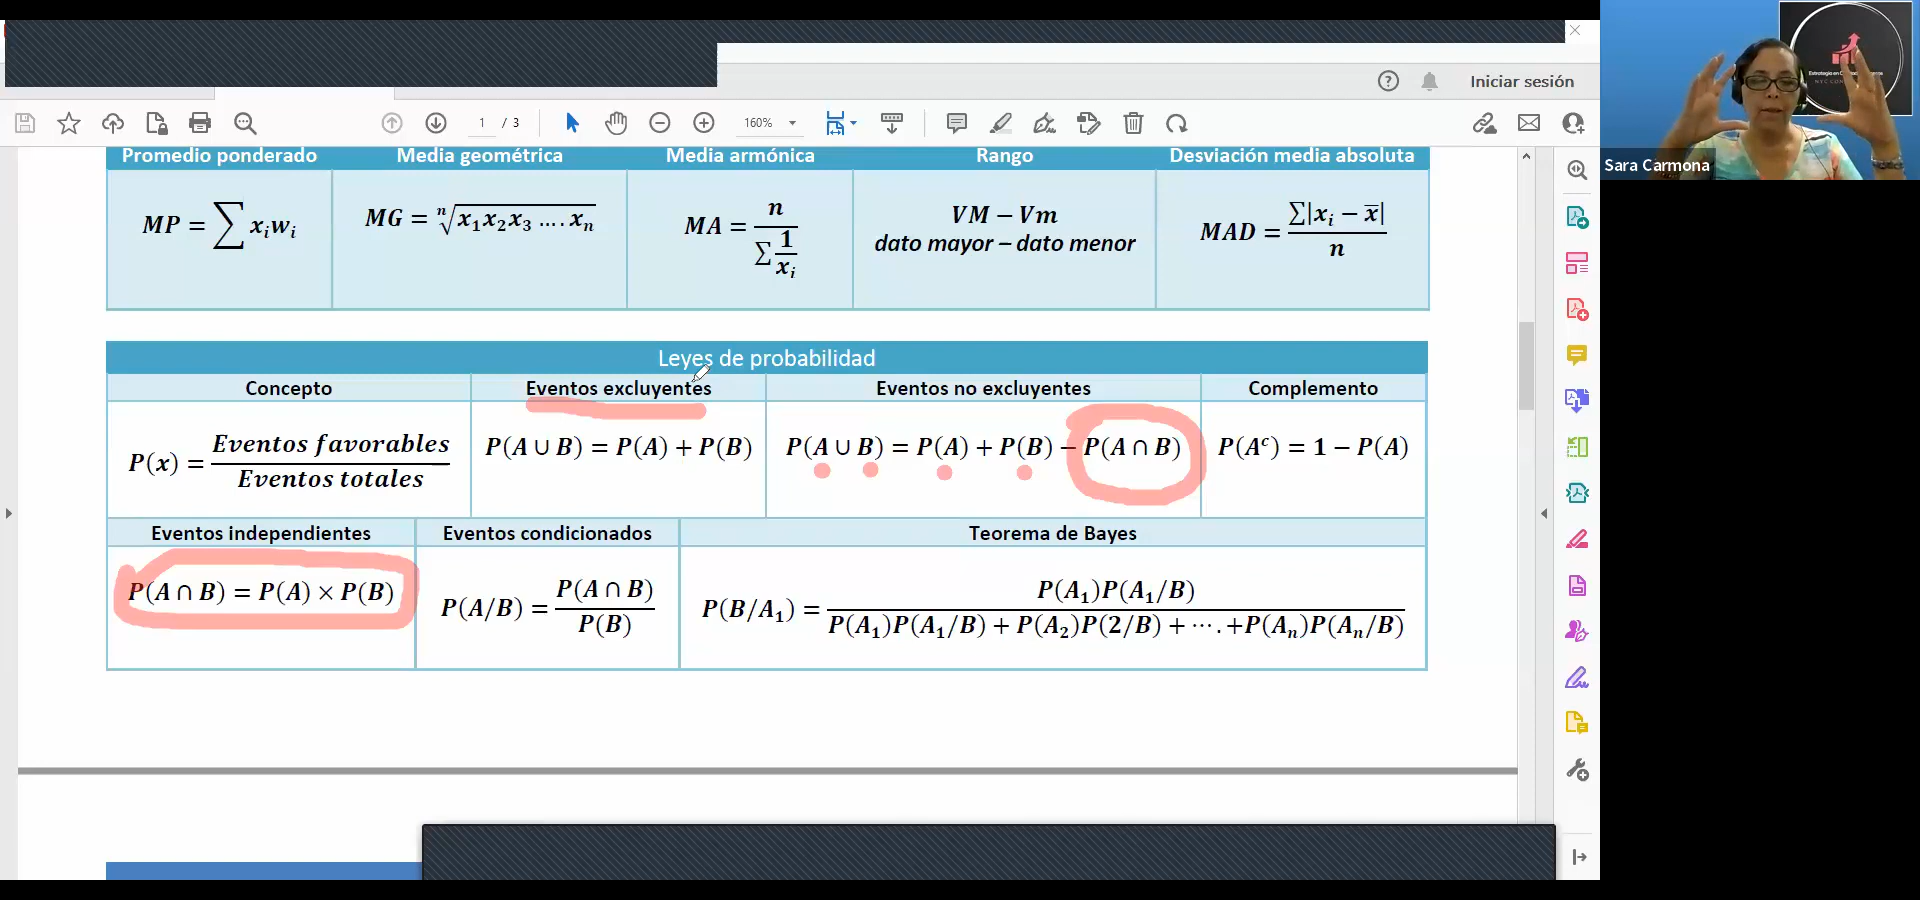 Iniciar sesión
1 / 3
160%
Promedio ponderado Media geométrica Media armónica Rango Desviación media absoluta
MP = ∑ xᵢwᵢ
MG = ⁿ√x₁x₂x₃ ….xₙ
MA = n / ∑ 1/xᵢ
VM − Vm
dato mayor − dato menor
MAD = ∑|xᵢ − x̅| / n
Leyes de probabilidad
Concepto Eventos excluyentes Eventos no excluyentes Complemento
P(x) = Eventos favorables / Eventos totales
P(A ∪ B) = P(A) + P(B)
P(A ∪ B) = P(A) + P(B) − P(A ∩ B)
P(Aᶜ) = 1 − P(A)
Eventos independientes Eventos condicionados Teorema de Bayes
P(A ∩ B) = P(A) × P(B)
P(A/B) = P(A ∩ B) / P(B)
P(B/A₁) = P(A₁)P(A₁/B) / P(A₁)P(A₁/B) + P(A₂)P(2/B) + ⋯.+P(Aₙ)P(Aₙ/B)
Sara Carmona